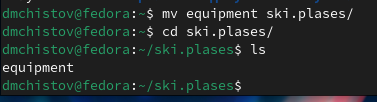 dmchistov@fedora:~$ mv equipment ski.plases/
dmchistov@fedora:~$ cd ski.plases/
dmchistov@fedora:~/ski.plases$ ls
equipment
dmchistov@fedora:~/ski.plases$